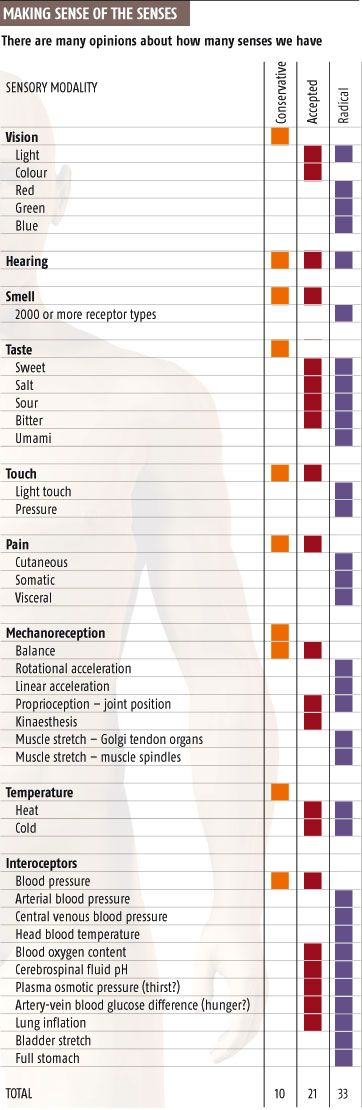 MAKING SENSE OF THE SENSES
There are many opinions about how many senses we have
SENSORY MODALITY
Conservative
Accepted
Radical
Vision
Light
Colour
Red
Green
Blue
Hearing
Smell
2000 or more receptor types
Taste
Sweet
Salt
Sour
Bitter
Umami
Touch
Light touch
Pressure
Pain
Cutaneous
Somatic
Visceral
Mechanoreception
Balance
Rotational acceleration
Linear acceleration
Proprioception – joint position
Kinaesthesis
Muscle stretch – Golgi tendon organs
Muscle stretch – muscle spindles
Temperature
Heat
Cold
Interoceptors
Blood pressure
Arterial blood pressure
Central venous blood pressure
Head blood temperature
Blood oxygen content
Cerebrospinal fluid pH
Plasma osmotic pressure (thirst?)
Artery-vein blood glucose difference (hunger?)
Lung inflation
Bladder stretch
Full stomach
TOTAL 10 21 33